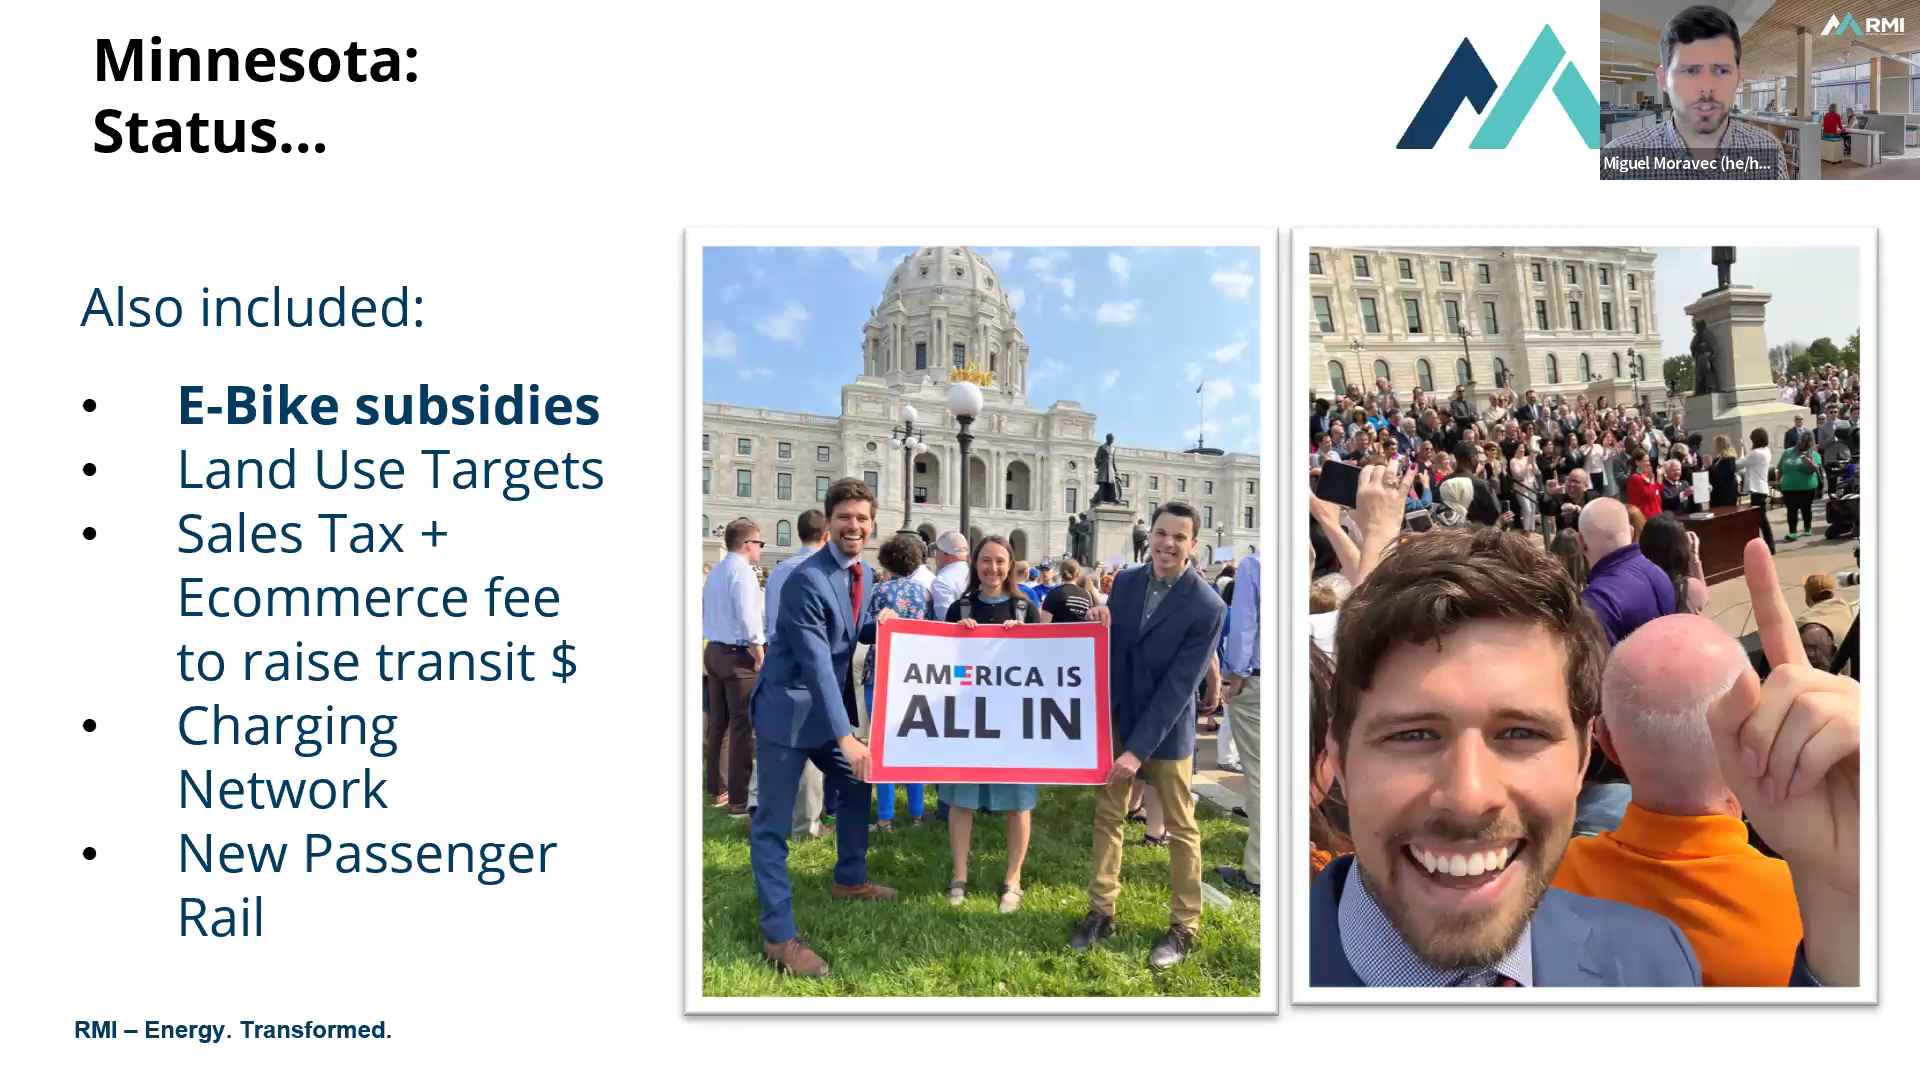 Minnesota:
Status...
RMI
Miguel Moravec (he/h...
Also included:
• E-Bike subsidies
• Land Use Targets
• Sales Tax +
Ecommerce fee
to raise transit $
• Charging
Network
• New Passenger
Rail
AMERICA IS
ALL IN
RMI – Energy. Transformed.